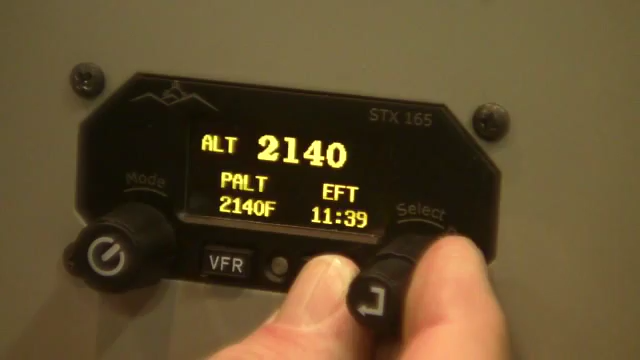 STX 165
ALT 2140
PALT EFT
2140F 11:39
Mode
Select
VFR